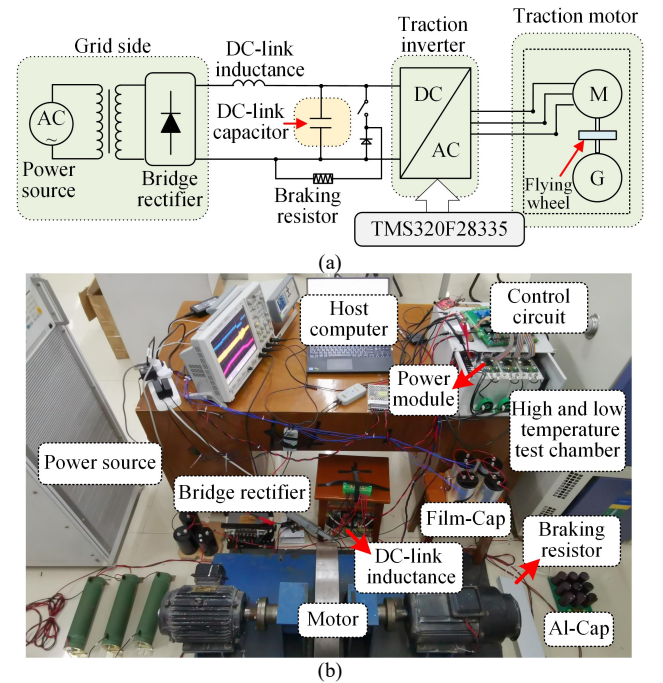 Grid side
AC
~
Power
source
Bridge
rectifier
DC-link
inductance
DC-link
capacitor
Braking
resistor
Traction
inverter
DC
AC
TMS320F28335
Traction motor
M
Flying
wheel
G
(a)
Host
computer
Control
circuit
Power
module
High and low
temperature
test chamber
Power source
Bridge rectifier
Film-Cap
Braking
resistor
DC-link
inductance
Motor
Al-Cap
(b)